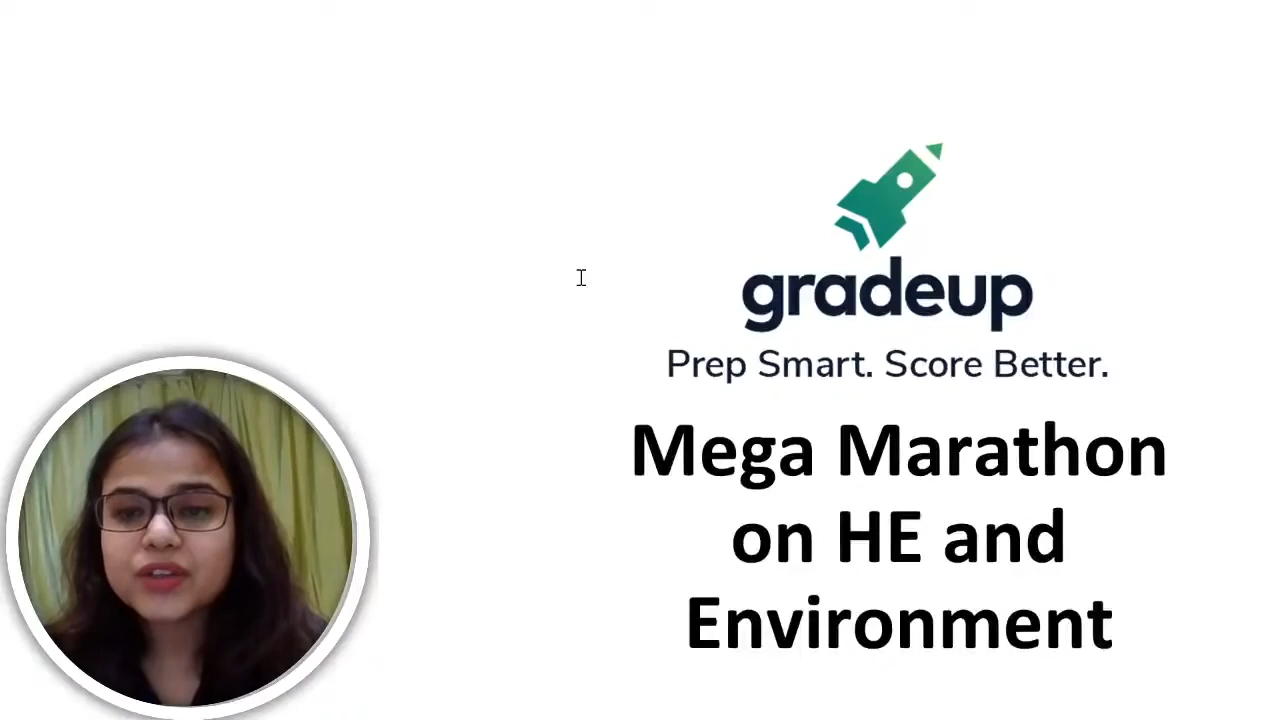 gradeup
Prep Smart. Score Better.
Mega Marathon
on HE and
Environment